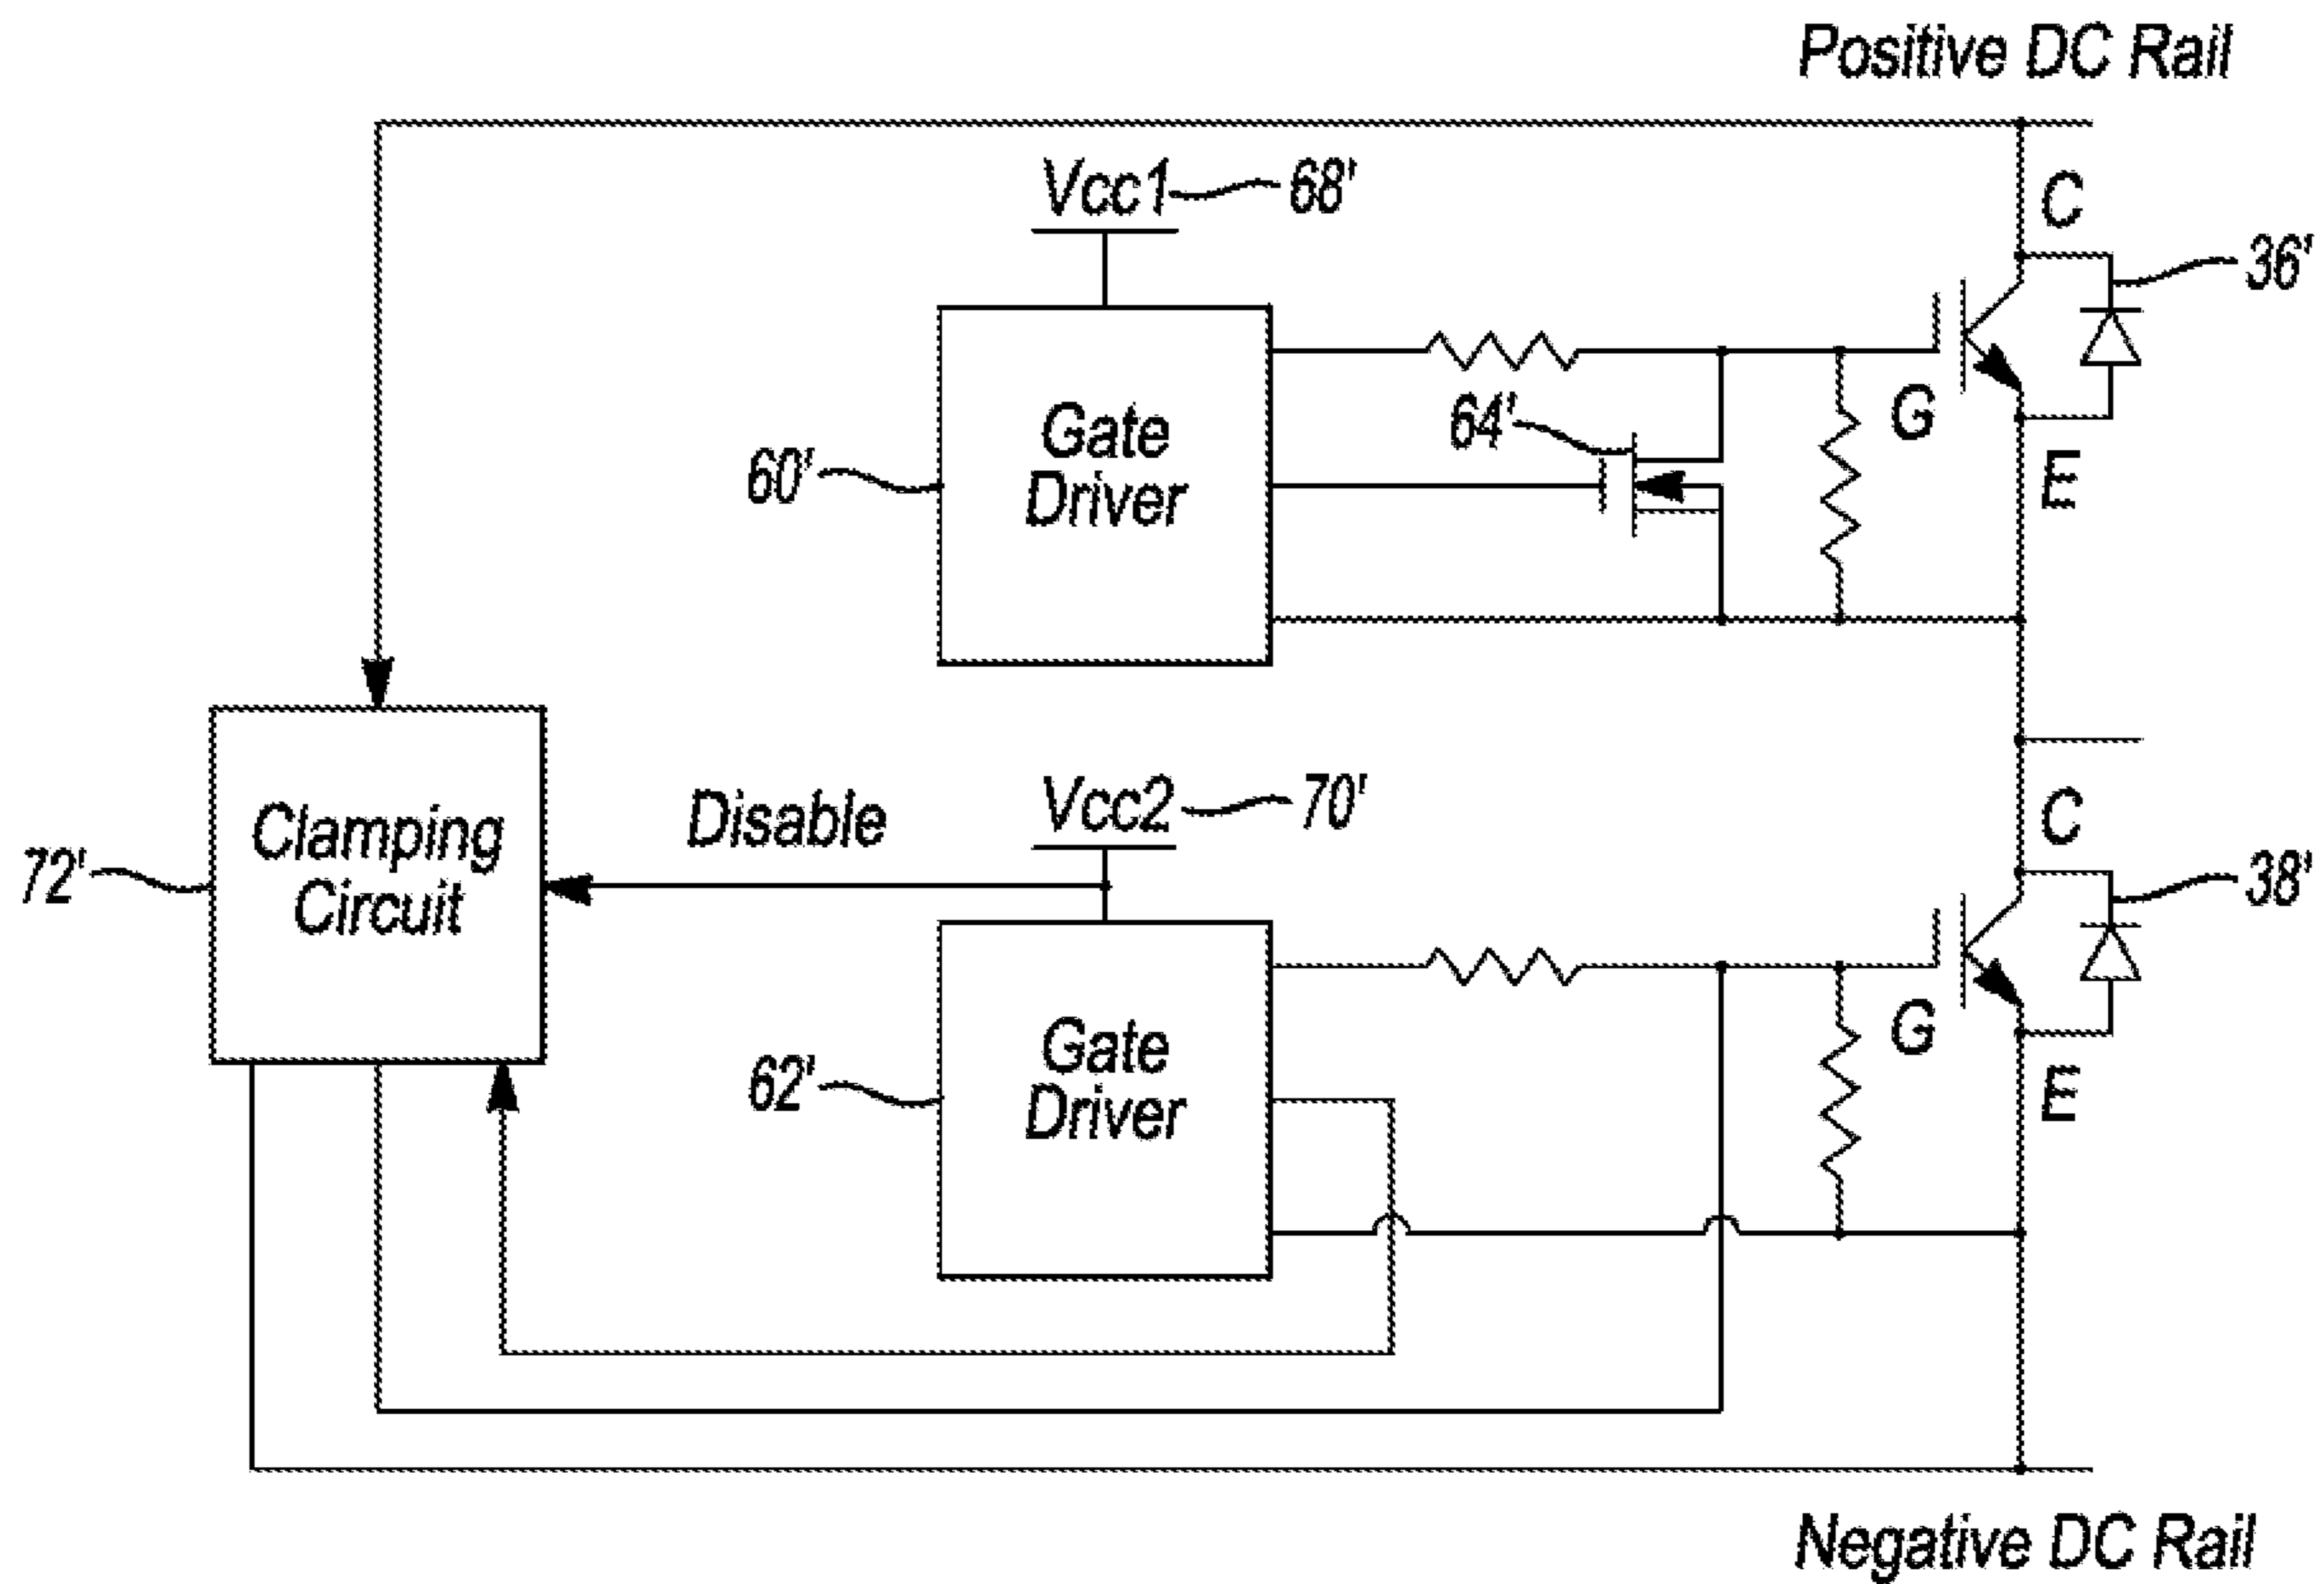 Positive DC Rail
Vcc1
68'
C
36'
Gate
Driver
60'
64'
G
E
Clamping
Circuit
72'
Disable
Vcc2
70'
C
38'
Gate
Driver
62'
G
E
Negative DC Rail